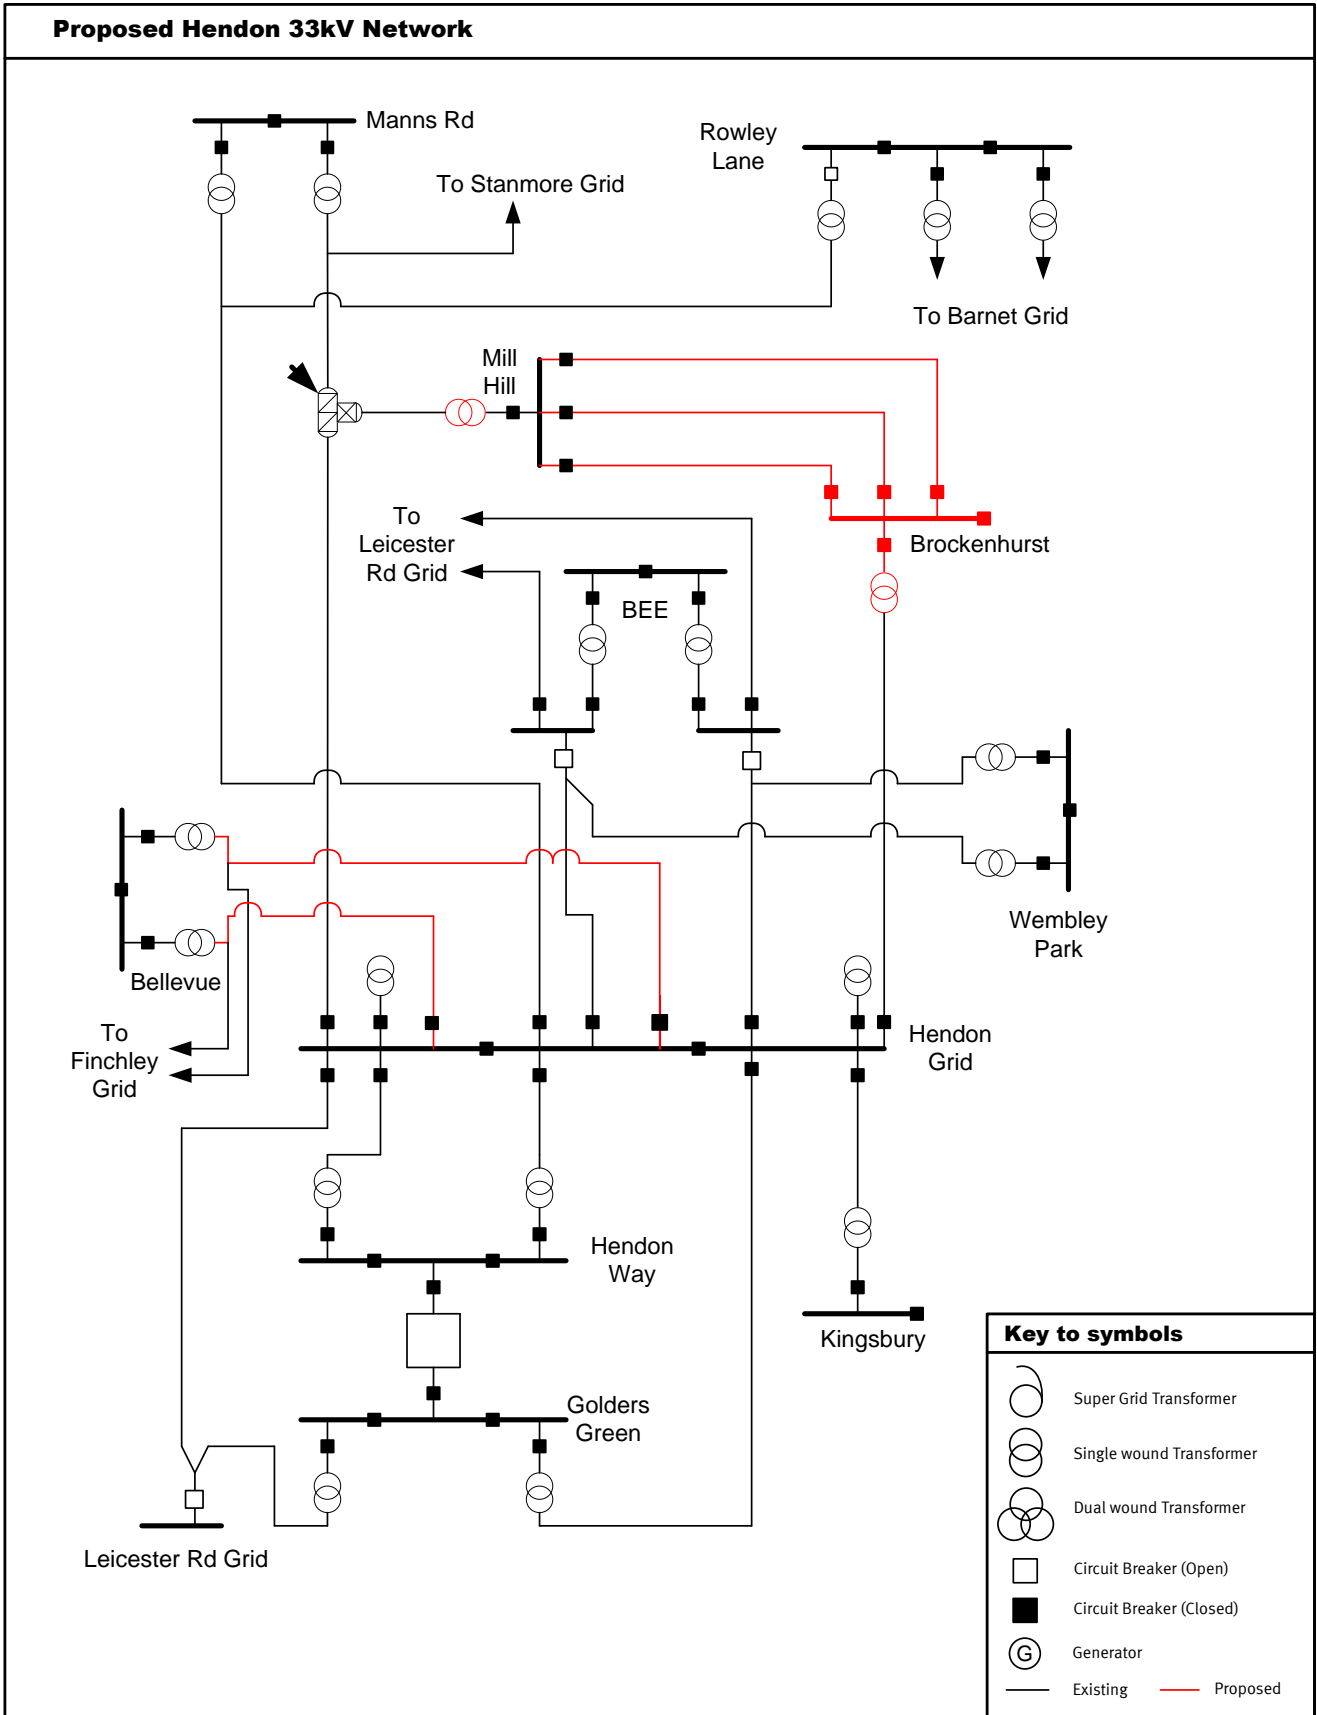 Proposed Hendon 33kV Network
Manns Rd
Rowley
Lane
To Stanmore Grid
To Barnet Grid
Mill
Hill
To
Leicester
Rd Grid
Brockenhurst
BEE
Wembley
Park
Bellevue
To
Finchley
Grid
Hendon
Grid
Hendon
Way
Kingsbury
Golders
Green
Leicester Rd Grid
Key to symbols
Super Grid Transformer
Single wound Transformer
Dual wound Transformer
Circuit Breaker (Open)
Circuit Breaker (Closed)
G Generator
Existing Proposed